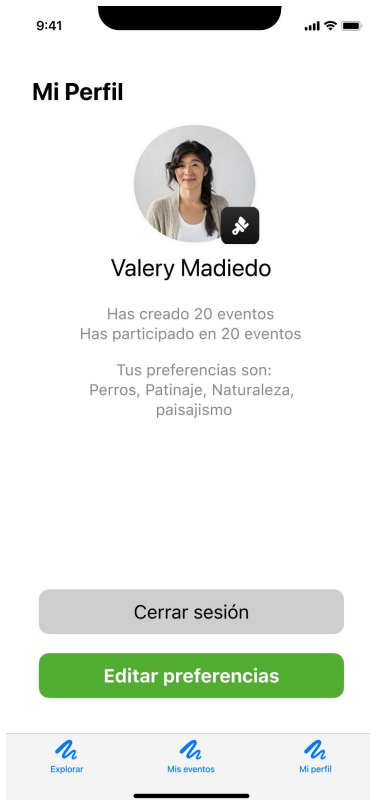 9:41
Mi Perfil
Valery Madiedo
Has creado 20 eventos
Has participado en 20 eventos
Tus preferencias son:
Perros, Patinaje, Naturaleza,
paisajismo
Cerrar sesión
Editar preferencias
Explorar
Mis eventos
Mi perfil